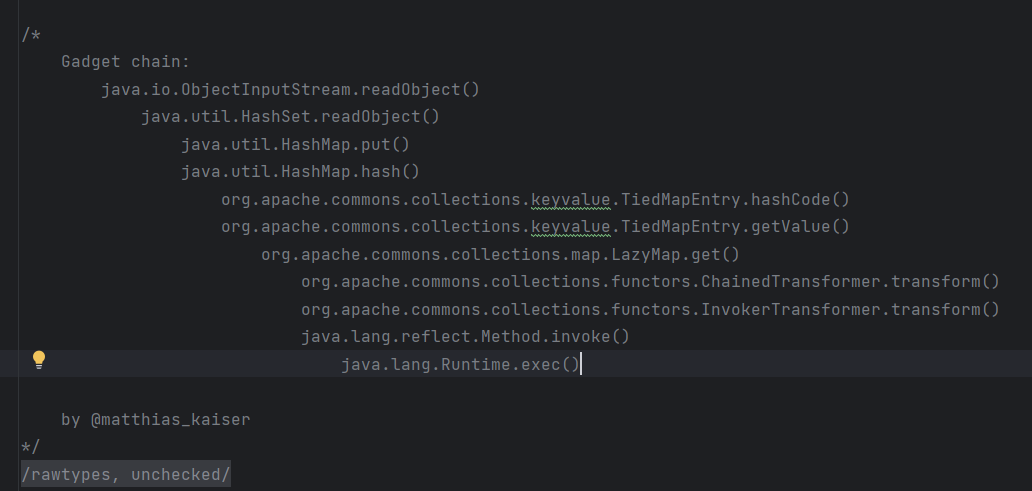 /*
Gadget chain:
java.io.ObjectInputStream.readObject()
java.util.HashSet.readObject()
java.util.HashMap.put()
java.util.HashMap.hash()
org.apache.commons.collections.keyvalue.TiedMapEntry.hashCode()
org.apache.commons.collections.keyvalue.TiedMapEntry.getValue()
org.apache.commons.collections.map.LazyMap.get()
org.apache.commons.collections.functors.ChainedTransformer.transform()
org.apache.commons.collections.functors.InvokerTransformer.transform()
java.lang.reflect.Method.invoke()
java.lang.Runtime.exec()
by @matthias_kaiser
*/
/rawtypes, unchecked/